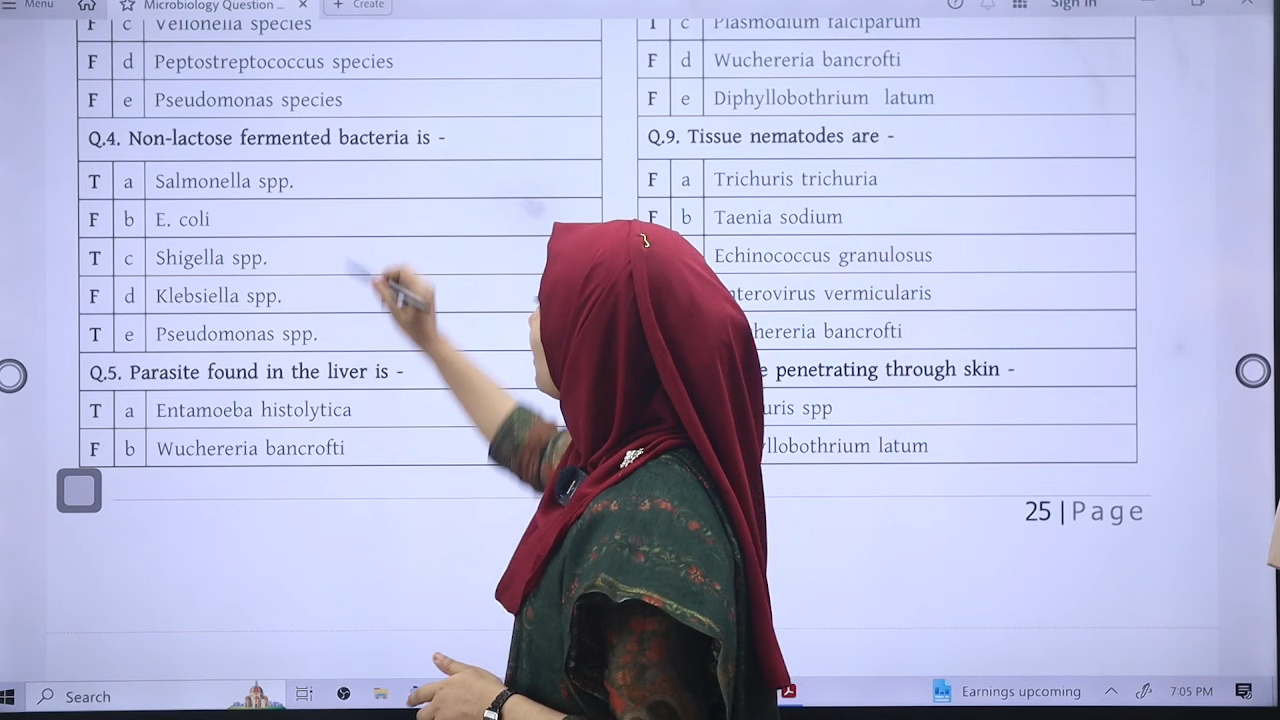 Menu
Microbiology Question ...
Create
Sign in
F c Veillonella species
F d Peptostreptococcus species
F e Pseudomonas species
Q.4. Non-lactose fermented bacteria is -
T a Salmonella spp.
F b E. coli
T c Shigella spp.
F d Klebsiella spp.
T e Pseudomonas spp.
Q.5. Parasite found in the liver is -
T a Entamoeba histolytica
F b Wuchereria bancrofti
c Plasmodium falciparum
F d Wuchereria bancrofti
F e Diphyllobothrium latum
Q.9. Tissue nematodes are -
F a Trichuris trichuria
F b Taenia sodium
Echinococcus granulosus
terovirus vermicularis
hereria bancrofti
penetrating through skin -
uris spp
llobothrium latum
25 | Page
Search
Earnings upcoming
7:05 PM